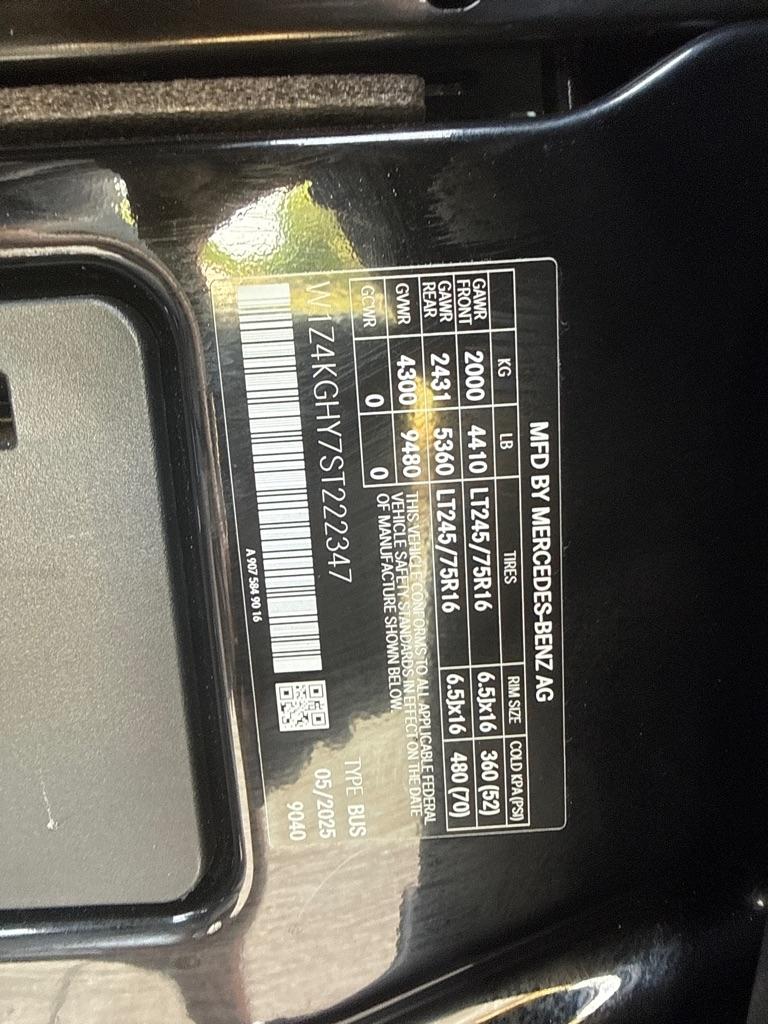 MFD BY MERCEDES-BENZ AG
KG LB TIRES RIM SIZE COLD KPA(PSI)
GAWR FRONT 2000 4410 LT245/75R16 6.5Jx16 360 (52)
GAWR REAR 2431 5360 LT245/75R16 6.5Jx16 480 (70)
GVWR 4300 9480
GCWR 0 0
THIS VEHICLE CONFORMS TO ALL APPLICABLE FEDERAL
VEHICLE SAFETY STANDARDS IN EFFECT ON THE DATE
OF MANUFACTURE SHOWN BELOW.
W1Z4KGHY7ST222347
TYPE BUS
05/2025
9040
A 907 584 90 16